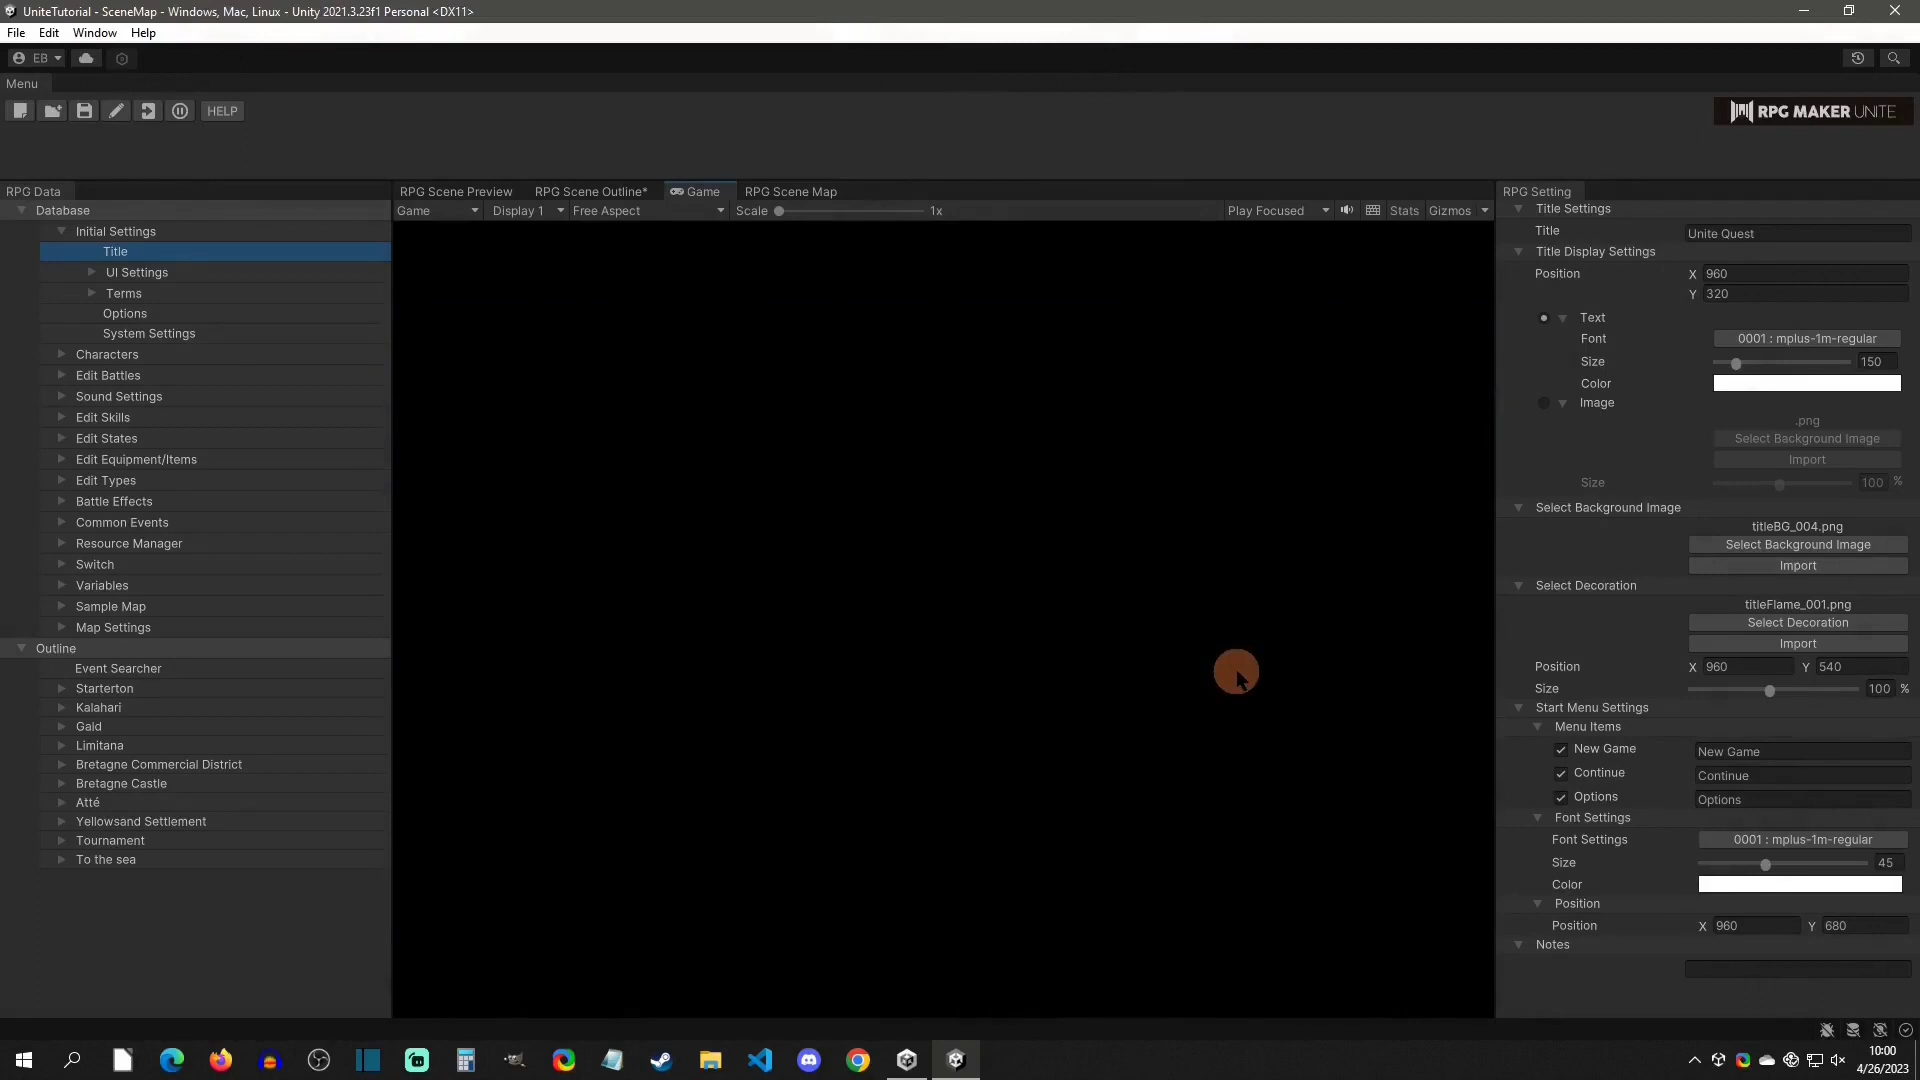 UniteTutorial - SceneMap - Windows, Mac, Linux - Unity 2021.3.23f1 Personal <DX11>
File Edit Window Help
EB
Menu
HELP
RPG MAKER UNITE
RPG Data
RPG Scene Preview RPG Scene Outline* Game RPG Scene Map
RPG Setting
Game Display 1 Free Aspect Scale 1x Play Focused Stats Gizmos
Database
Initial Settings
Title
UI Settings
Terms
Options
System Settings
Characters
Edit Battles
Sound Settings
Edit Skills
Edit States
Edit Equipment/Items
Edit Types
Battle Effects
Common Events
Resource Manager
Switch
Variables
Sample Map
Map Settings
Outline
Event Searcher
Starterton
Kalahari
Gald
Limitana
Bretagne Commercial District
Bretagne Castle
Atté
Yellowsand Settlement
Tournament
To the sea
Title Settings
Title Unite Quest
Title Display Settings
Position X 960
Y 320
Text
Font 0001 : mplus-1m-regular
Size 150
Color
Image
.png
Select Background Image
Import
Size 100 %
Select Background Image
titleBG_004.png
Select Background Image
Import
Select Decoration
titleFlame_001.png
Select Decoration
Import
Position X 960 Y 540
Size 100 %
Start Menu Settings
Menu Items
New Game New Game
Continue Continue
Options Options
Font Settings
Font Settings 0001 : mplus-1m-regular
Size 45
Color
Position
Position X 960 Y 680
Notes
10:00
4/26/2023